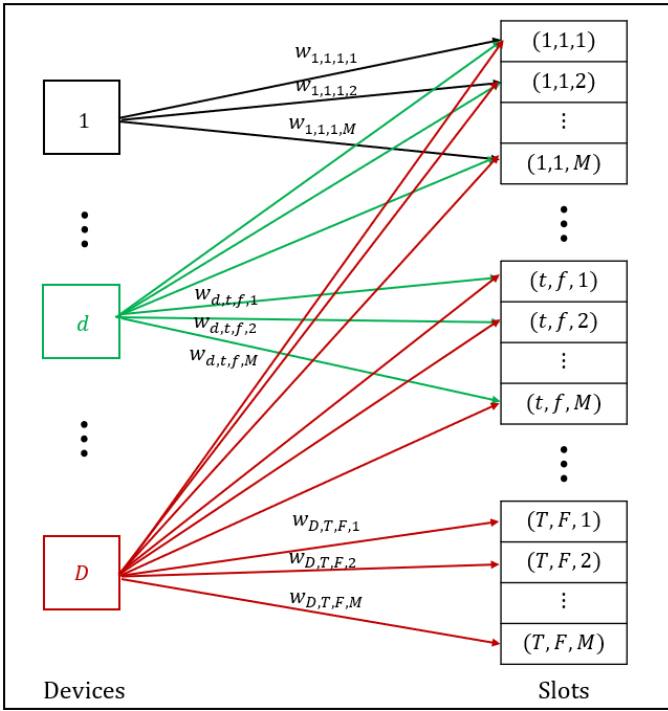 w_{1,1,1,1}
(1,1,1)
w_{1,1,1,2}
(1,1,2)
1
w_{1,1,1,M}
⋮
(1,1,M)
⋮
⋮
(t,f,1)
w_{d,t,f,1}
d
w_{d,t,f,2}
(t,f,2)
w_{d,t,f,M}
⋮
(t,f,M)
⋮
⋮
w_{D,T,F,1}
(T,F,1)
w_{D,T,F,2}
(T,F,2)
D
w_{D,T,F,M}
⋮
(T,F,M)
Devices
Slots